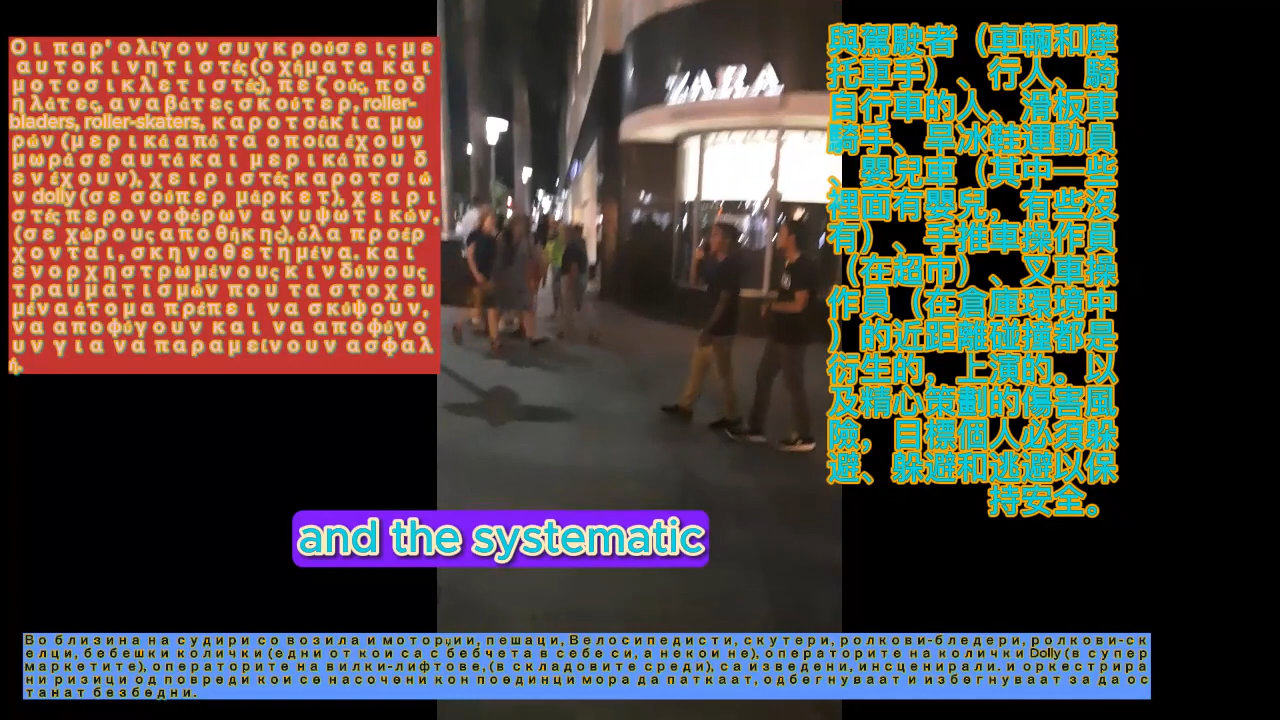 Οι παρ' ολίγον συγκρούσεις με
αυτοκινητιστές (οχήματα και
μοτοσικλετιστές), πεζούς, ποδ
ηλάτες, αναβάτες σκούτερ, roller-
bladers, roller-skaters, καροτσάκια μω
ρών (μερικά από τα οποία έχουν
μωρά σε αυτά και μερικά που δ
εν έχουν), χειριστές καροτσιώ
ν dolly (σε σούπερ μάρκετ), χειρι
στές περονοφόρων ανυψωτικών,
(σε χώρους αποθήκης), όλα προέρ
χονται, σκηνοθετημένα. και
ενορχηστρωμένους κινδύνους
τραυματισμών που τα στοχευ
μένα άτομα πρέπει να σκύψουν,
να αποφύγουν και να αποφύγο
υν για να παραμείνουν ασφαλ
ή.
ZARA
與駕駛者（車輛和摩
托車手）、行人、騎
自行車的人、滑板車
騎手、旱冰鞋運動員
、嬰兒車（其中一些
裡面有嬰兒，有些沒
有）、手推車操作員
（在超市）、叉車操
作員（在倉庫環境中
）的近距離碰撞都是
衍生的，上演的。以
及精心策劃的傷害風
險，目標個人必須躲
避、躲避和逃避以保
持安全。
and the systematic
Во близина на судири со возила и моторџии, пешаци, Велосипедисти, скутери, ролкови-бледери, ролкови-ск
елци, бебешки колички (едни от кои са с бебчета в себе си, а некои не), операторите на колички Dolly (в супер
маркетите), операторите на вилки-лифтове, (в складовите среди), са изведени, инсценирали. и оркестрира
ни ризици од повреди кои се насочени кон поединци мора да паткаат, одбегнуваат и избегнуваат за да ос
танат безбедни.